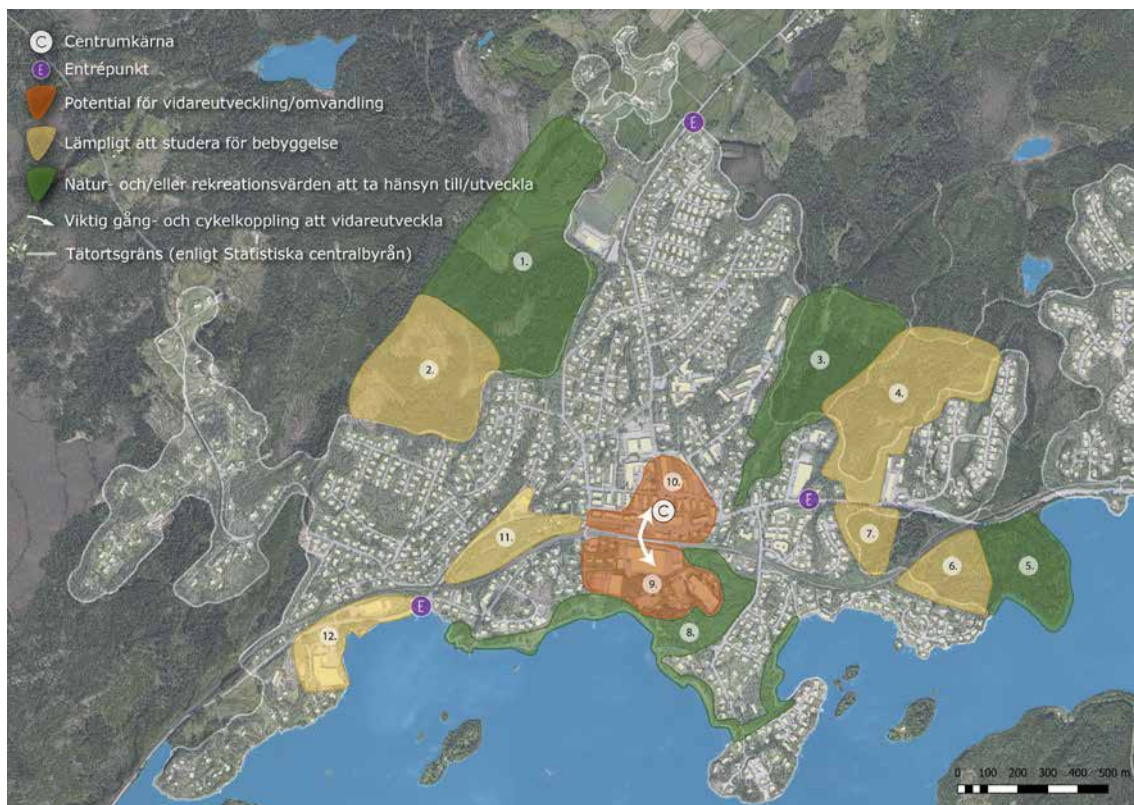 C Centrumkärna
E Entrépunkt
Potential för vidareutveckling/omvandling
Lämpligt att studera för bebyggelse
Natur- och/eller rekreationsvärden att ta hänsyn till/utveckla
Viktig gång- och cykelkoppling att vidareutveckla
Tätortsgräns (enligt Statistiska centralbyrån)
E
1.
2.
3.
4.
10.
E
C
11.
7.
6.
5.
9.
E
8.
12.
0 100 200 300 400 500 m